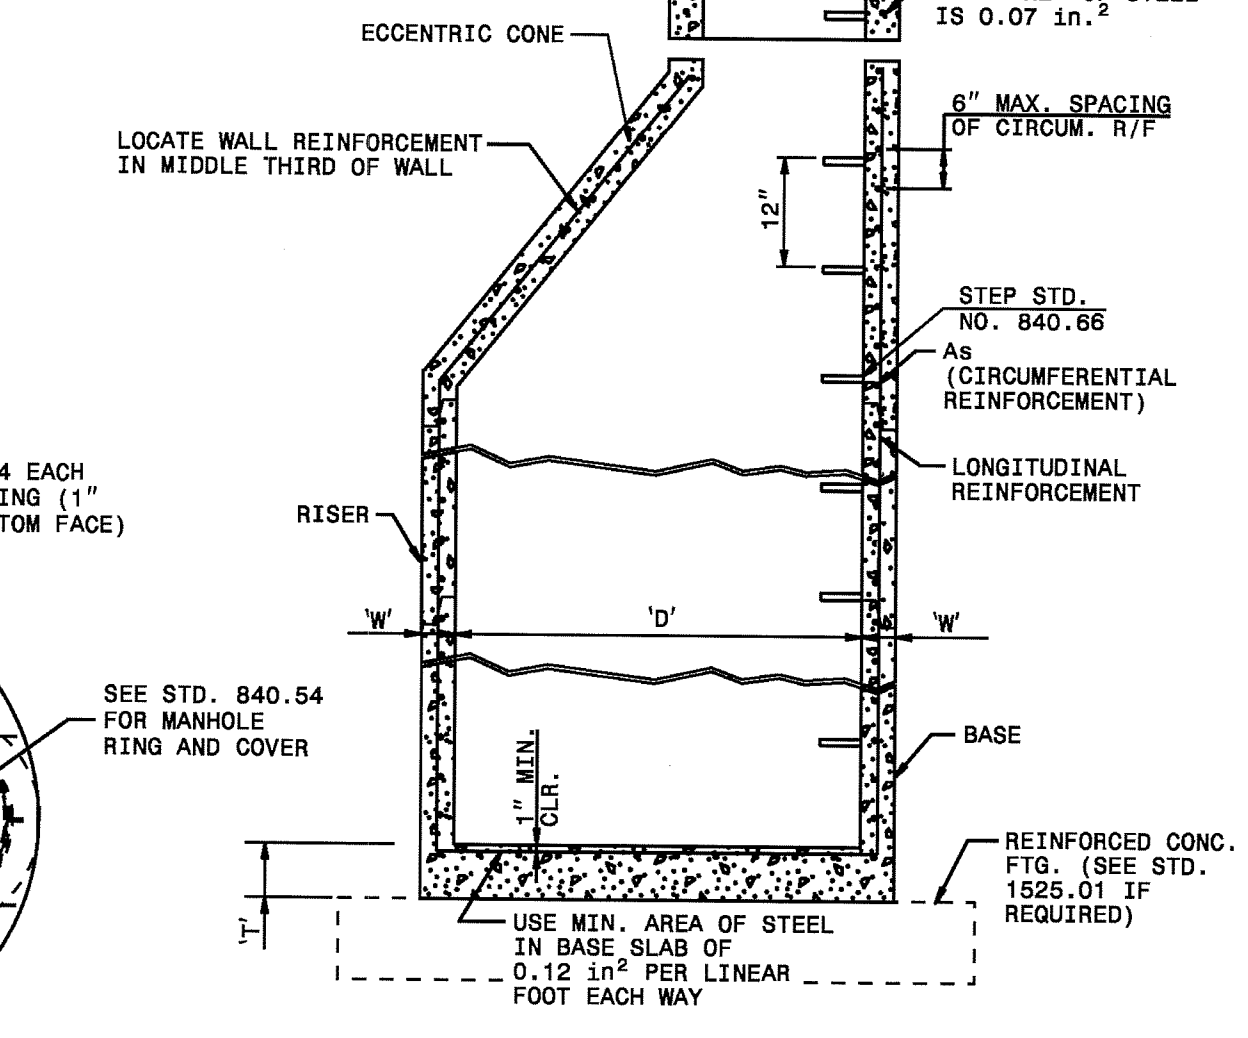 IS 0.07 in.²
ECCENTRIC CONE
6" MAX. SPACING
OF CIRCUM. R/F
LOCATE WALL REINFORCEMENT
IN MIDDLE THIRD OF WALL
12"
STEP STD.
NO. 840.66
As
(CIRCUMFERENTIAL
REINFORCEMENT)
4 EACH
ING (1"
TOM FACE)
LONGITUDINAL
REINFORCEMENT
RISER
'W'
'D'
'W'
SEE STD. 840.54
FOR MANHOLE
RING AND COVER
BASE
1" MIN.
CLR.
REINFORCED CONC.
FTG. (SEE STD.
1525.01 IF
REQUIRED)
'T'
USE MIN. AREA OF STEEL
IN BASE SLAB OF
0.12 in² PER LINEAR
FOOT EACH WAY